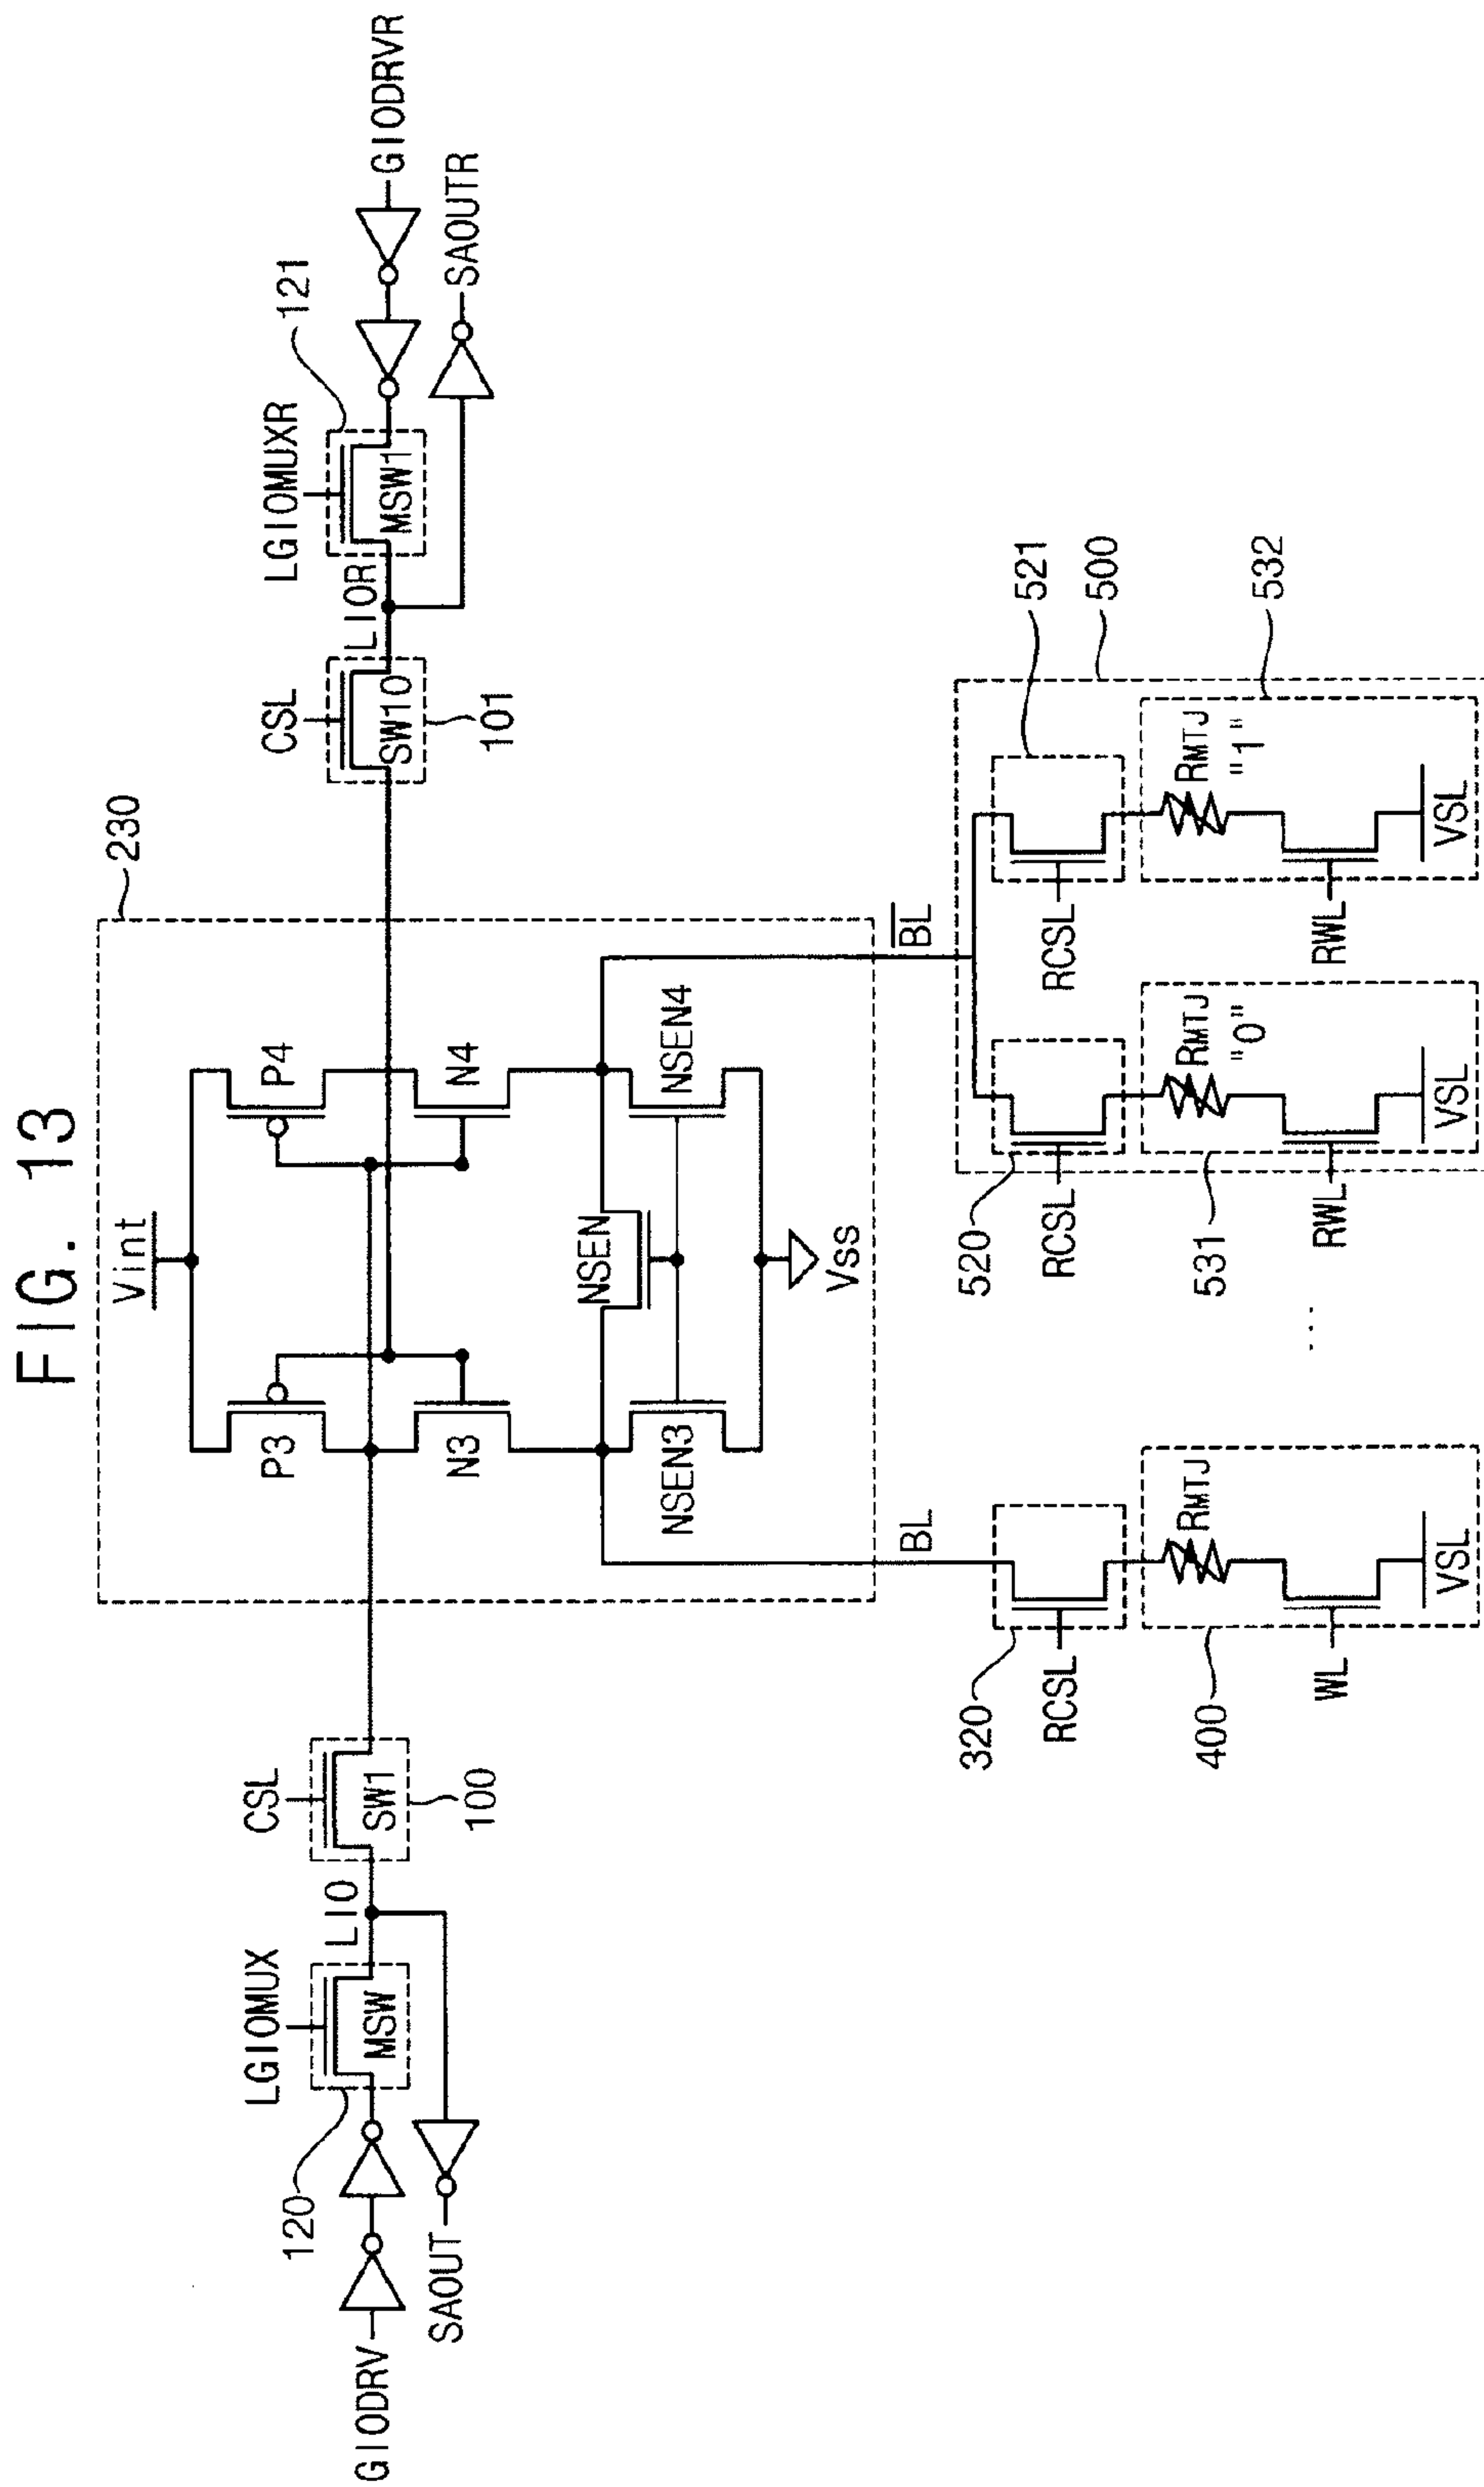 FIG. 13
Vint
230
P3
P4
N3
N4
NSEN
NSEN3
NSEN4
Vss
GIODRV
120
LGIOMUX
MSW
SAOUT
LIO
CSL
SW1
100
CSL
SW10
101
LIOR
LGIOMUXR
MSW1
121
GIODRVR
SAOUTR
BL
BL
320
RCSL
400
RMTJ
WL
VSL
...
520
RCSL
531
RMTJ
"0"
RWL
VSL
521
RCSL
500
532
RMTJ
"1"
RWL
VSL